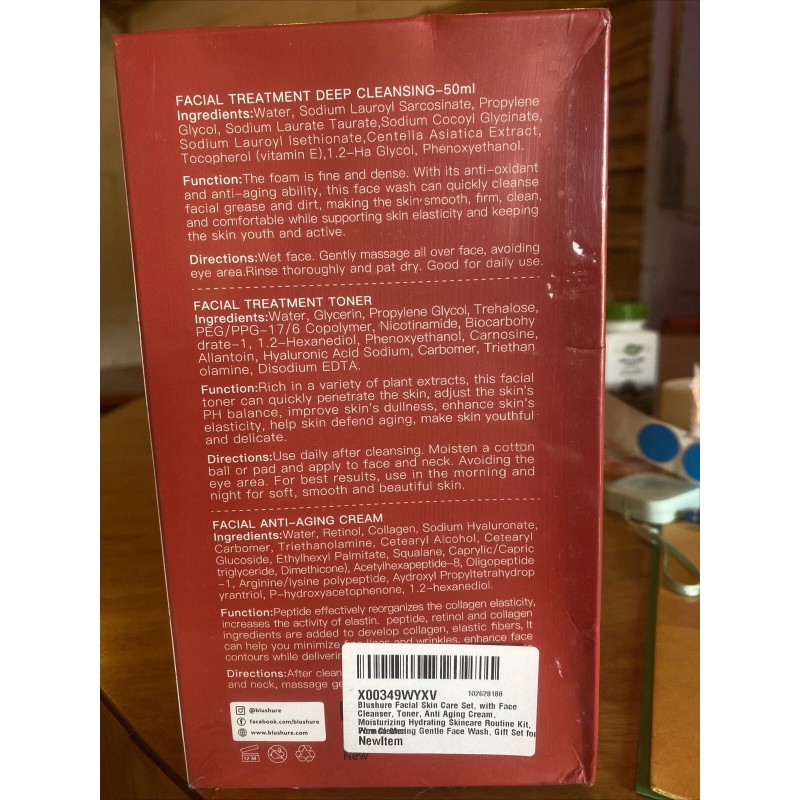 FACIAL TREATMENT DEEP CLEANSING-50ml
Ingredients:Water, Sodium Lauroyl Sarcosinate, Propylene
Glycol, Sodium Laurate Taurate,Sodium Cocoyl Glycinate,
Sodium Lauroyl Isethionate,Centella Asiatica Extract,
Tocopherol (vitamin E),1.2-Ha Glycol, Phenoxyethanol.
Function:The foam is fine and dense. With its anti-oxidant
and anti-aging ability, this face wash can quickly cleanse
facial grease and dirt, making the skin smooth, firm, clean,
and comfortable while supporting skin elasticity and keeping
the skin youth and active.
Directions:Wet face. Gently massage all over face, avoiding
eye area.Rinse thoroughly and pat dry. Good for daily use.
FACIAL TREATMENT TONER
Ingredients:Water, Glycerin, Propylene Glycol, Trehalose,
PEG/PPG-17/6 Copolymer, Nicotinamide, Biocarbohy
drate-1, 1.2-Hexanediol, Phenoxyethanol, Carnosine,
Allantoin, Hyaluronic Acid Sodium, Carbomer, Triethan
olamine, Disodium EDTA.
Function:Rich in a variety of plant extracts, this facial
toner can quickly penetrate the skin, adjust the skin's
PH balance, improve skin's dullness, enhance skin's
elasticity, help skin defend aging, make skin youthful
and delicate.
Directions:Use daily after cleansing. Moisten a cotton
ball or pad and apply to face and neck. Avoiding the
eye area. For best results, use in the morning and
night for soft, smooth and beautiful skin.
FACIAL ANTI-AGING CREAM
Ingredients:Water, Retinol, Collagen, Sodium Hyaluronate,
Carbomer, Triethanolamine, Cetearyl Alcohol, Cetearyl
Glucoside, Ethylhexyl Palmitate, Squalane, Caprylic/Capric
triglyceride, Dimethicone), Acetylhexapeptide-8, Oligopeptide
-1, Arginine/lysine polypeptide, Aydroxyl Propyltetrahydrop
yrantriol, P-hydroxyacetophenone, 1.2-hexanediol.
Function:Peptide effectively reorganizes the collagen elasticity,
increases the activity of elastin. peptide, retinol and collagen
ingredients are added to develop collagen, elastic fibers, It
can help you minimize fine lines and wrinkles, enhance face
contours while
Directions:After
and neck, massage
X00349WYXV 102628188
Blushure Facial Skin Care Set, with Face
Cleanser, Toner, Anti Aging Cream,
Moisturizing Hydrating Skincare Routine Kit,
Gentle Face Wash, Gift Set for
NewItem
New
@blushure
facebook.com/blushure
www.blushure.com
12 M